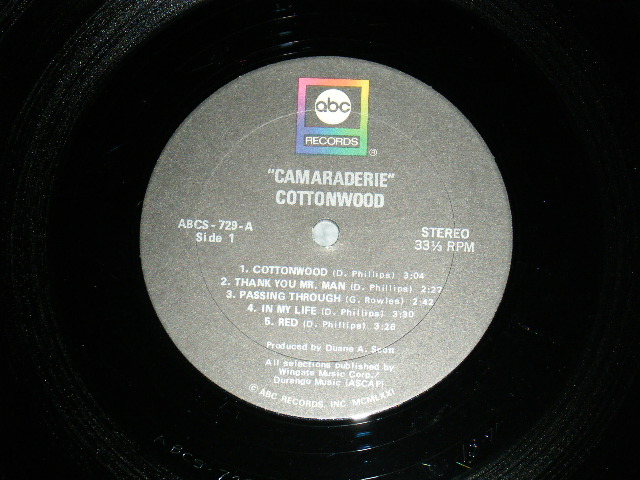 abc
RECORDS
®
"CAMARADERIE"
COTTONWOOD
ABCS-729-A
Side 1
STEREO
33⅓ RPM
1. COTTONWOOD (D. Phillips) 3:04
2. THANK YOU MR. MAN (D. Phillips) 2:27
3. PASSING THROUGH (G. Rowles) 2:42
4. IN MY LIFE (D. Phillips) 3:30
5. RED (D. Phillips) 3:28
Produced by Duane A. Scott
All selections published by
Wingate Music Corp./
Durango Music (ASCAP)
© ABC RECORDS, INC. MCMLXXI